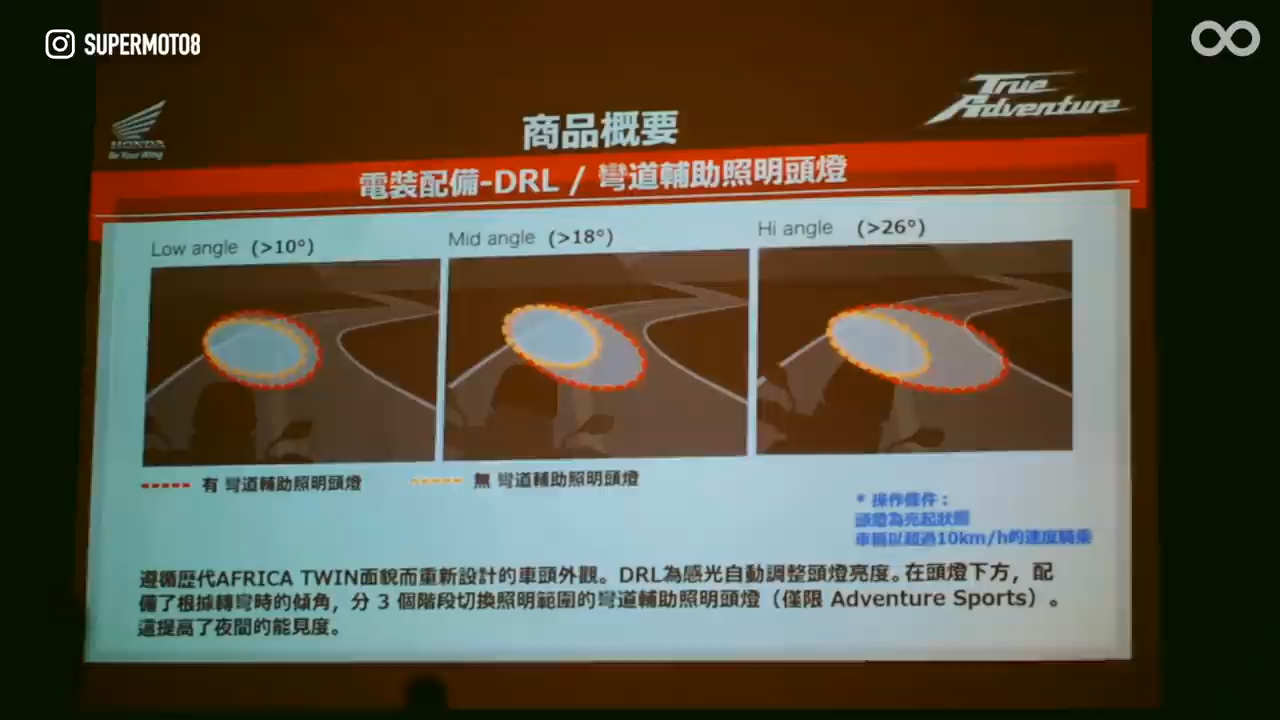 SUPERMOTO8
True Adventure
HONDA
商品概要
電裝配備-DRL / 彎道輔助照明頭燈
Low angle (>10°)
Mid angle (>18°)
Hi angle (>26°)
有 彎道輔助照明頭燈
無 彎道輔助照明頭燈
* 操作條件：
頭燈為亮起狀態
車輛以超過10km/h的速度騎乘
遵循歷代AFRICA TWIN面貌而重新設計的車頭外觀。DRL為感光自動調整頭燈亮度。在頭燈下方，配
備了根據轉彎時的傾角，分 3 個階段切換照明範圍的彎道輔助照明頭燈（僅限 Adventure Sports）。
這提高了夜間的能見度。